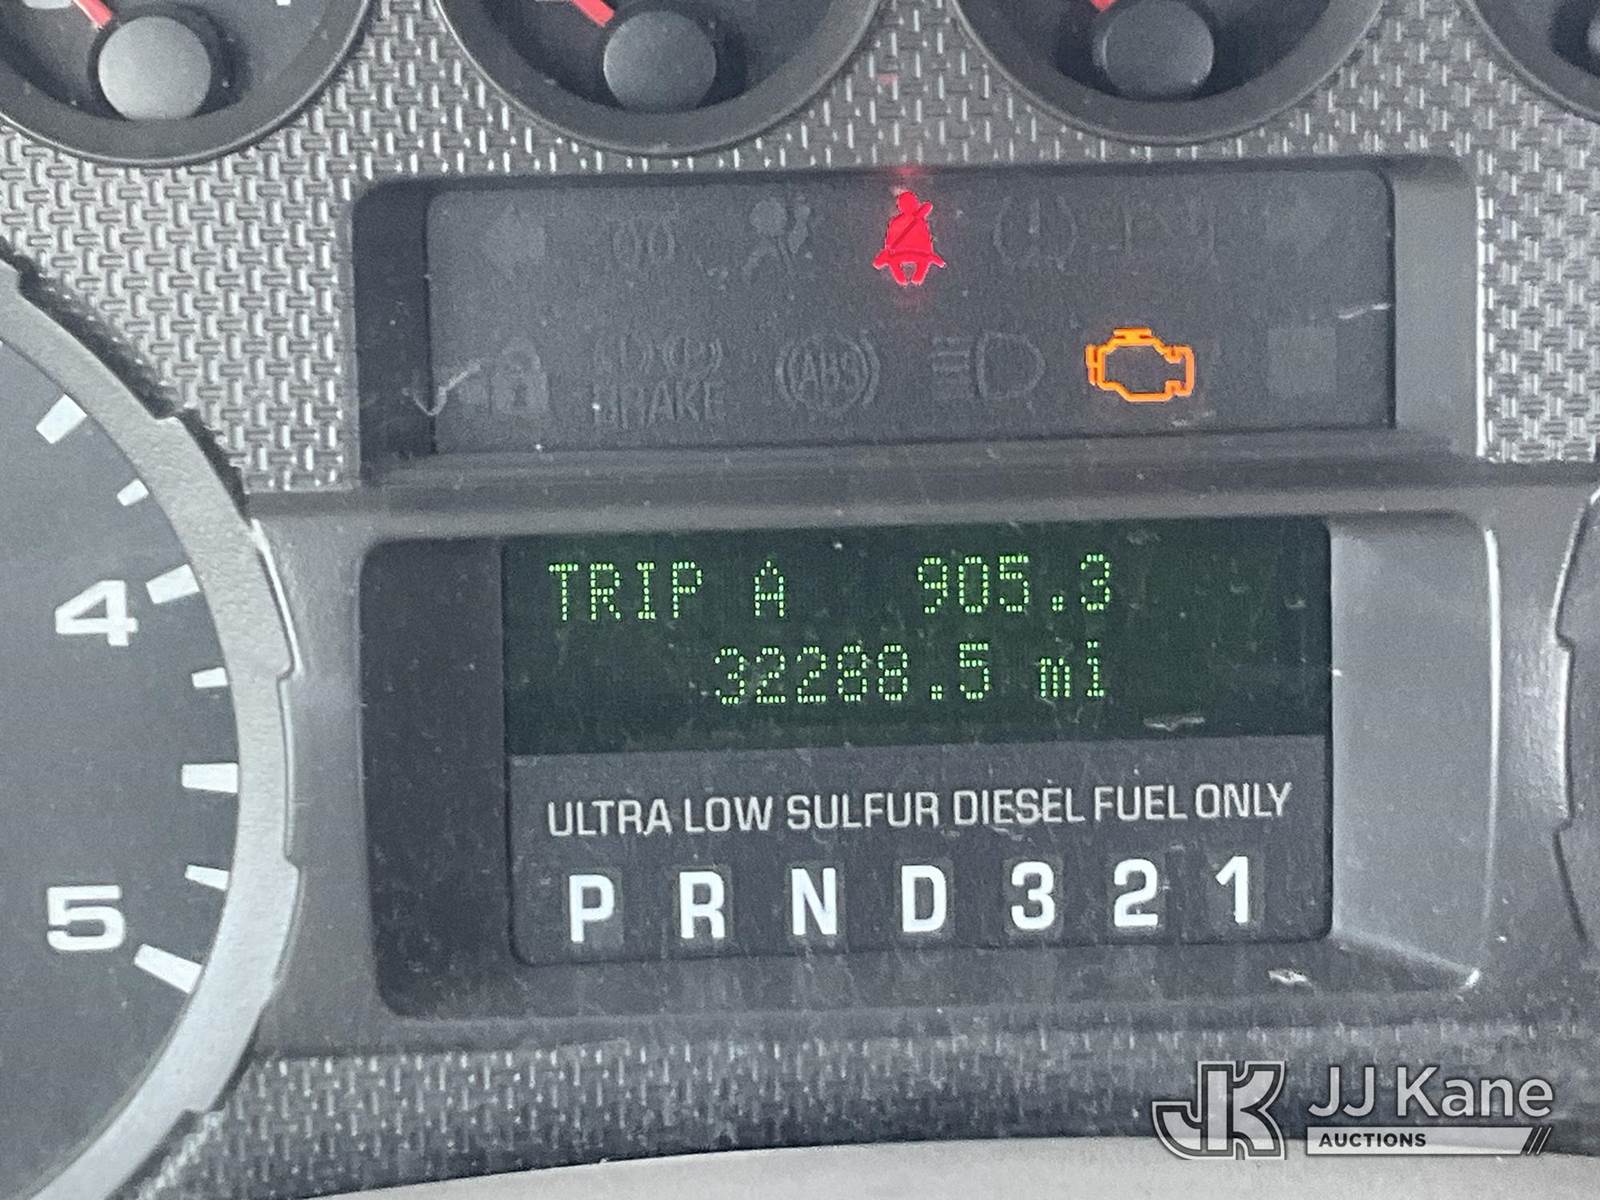 BRAKE
(ABS)
4
TRIP A 905.3
32288.5 mi
ULTRA LOW SULFUR DIESEL FUEL ONLY
P R N D 3 2 1
5
JK JJ Kane
AUCTIONS